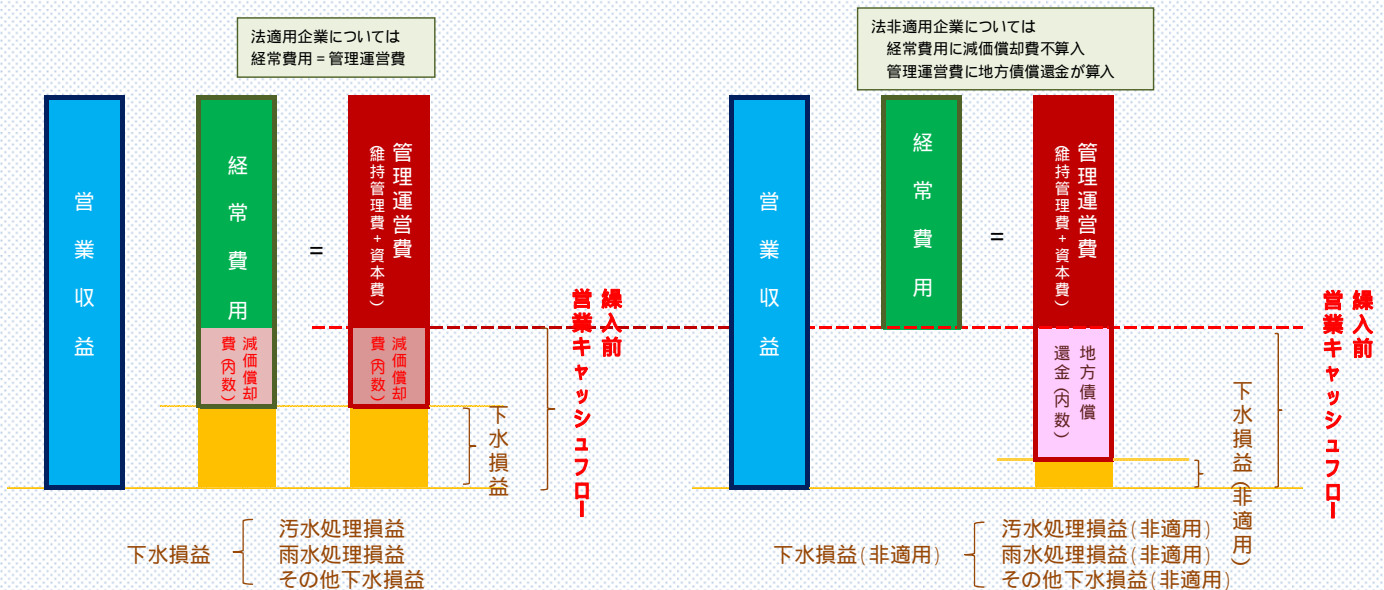 法適用企業については
経常費用=管理運営費
営業収益
経常費用
減価償却
費(内数)
=
管理運営費
(維持管理費+資本費)
減価償却
費(内数)
下水損益
繰入前
営業キャッシュフロー
下水損益
汚水処理損益
雨水処理損益
その他下水損益
法非適用企業については
経常費用に減価償却費不算入
管理運営費に地方債償還金が算入
営業収益
経常費用
=
管理運営費
(維持管理費+資本費)
地方債償
還金(内数)
下水損益(非適用)
繰入前
営業キャッシュフロー
下水損益(非適用)
汚水処理損益(非適用)
雨水処理損益(非適用)
その他下水損益(非適用)